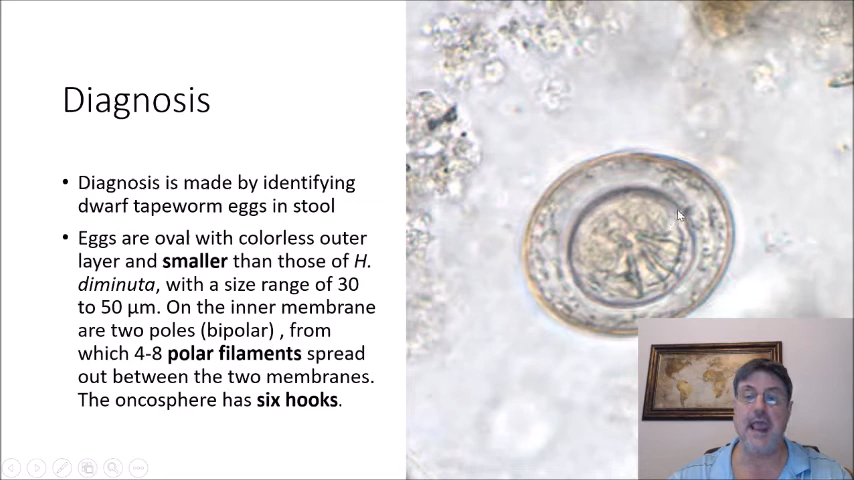 Diagnosis
• Diagnosis is made by identifying
dwarf tapeworm eggs in stool
• Eggs are oval with colorless outer
layer and smaller than those of H.
diminuta, with a size range of 30
to 50 μm. On the inner membrane
are two poles (bipolar) , from
which 4-8 polar filaments spread
out between the two membranes.
The oncosphere has six hooks.